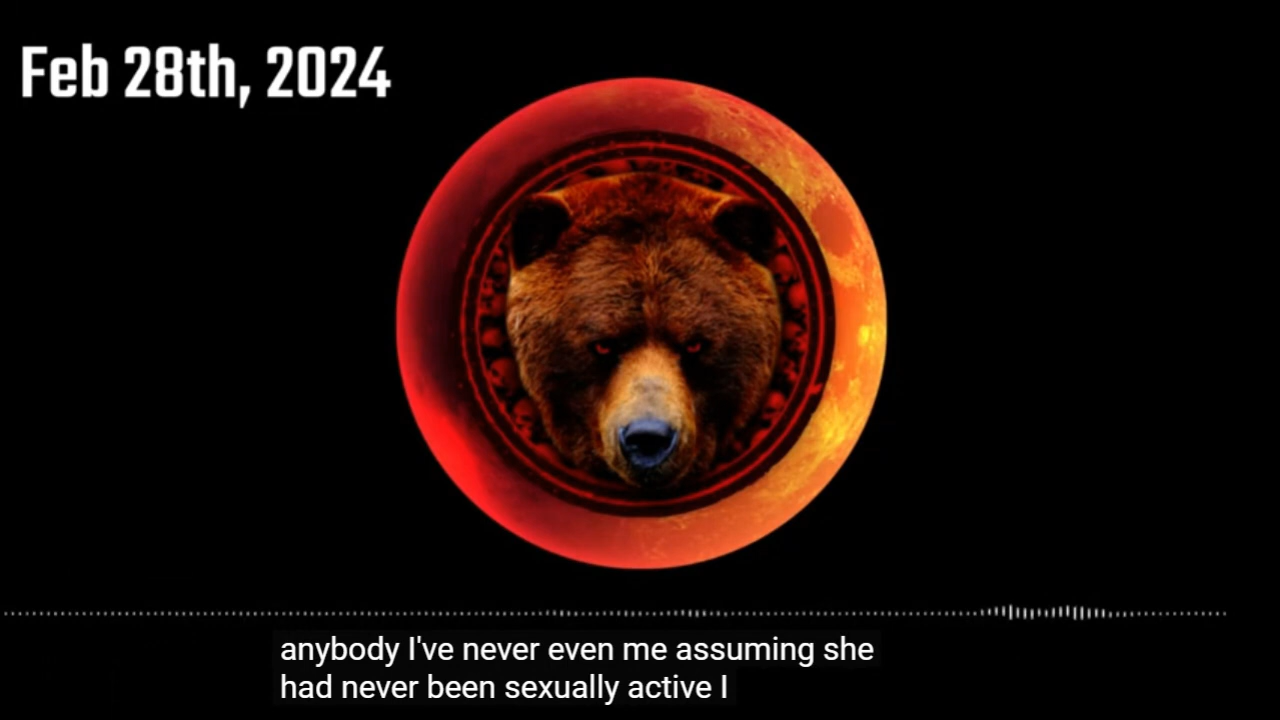 Feb 28th, 2024
anybody I've never even me assuming she
had never been sexually active I